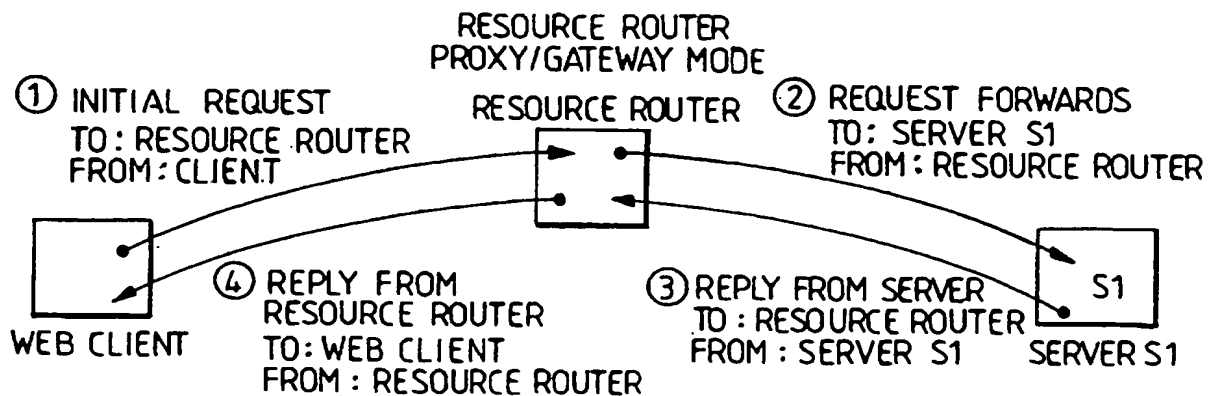 RESOURCE ROUTER
PROXY/GATEWAY MODE
① INITIAL REQUEST
TO: RESOURCE ROUTER
FROM: CLIENT
RESOURCE ROUTER
② REQUEST FORWARDS
TO: SERVER S1
FROM: RESOURCE ROUTER
WEB CLIENT
④ REPLY FROM
RESOURCE ROUTER
TO: WEB CLIENT
FROM: RESOURCE ROUTER
③ REPLY FROM SERVER
TO: RESOURCE ROUTER
FROM: SERVER S1
S1
SERVER S1